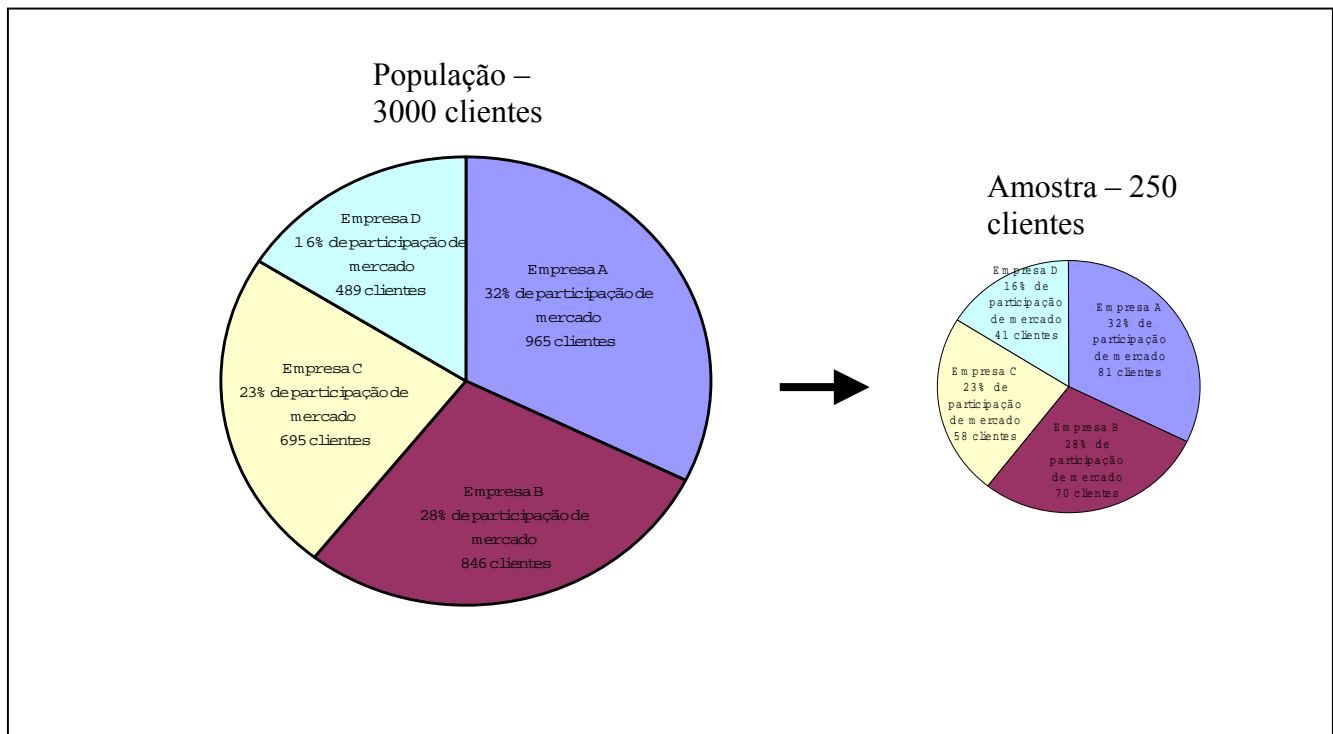 População –
3000 clientes
Empresa D
16% de participação de
mercado
489 clientes
Empresa A
32% de participação de
mercado
965 clientes
Empresa C
23% de participação de
mercado
695 clientes
Empresa B
28% de participação de
mercado
846 clientes
Amostra – 250
clientes
Empresa D
16% de
participação
de mercado
41 clientes
Empresa A
32% de
participação
de mercado
81 clientes
Empresa C
23% de
participação
de mercado
58 clientes
Empresa B
28% de
participação
de mercado
70 clientes